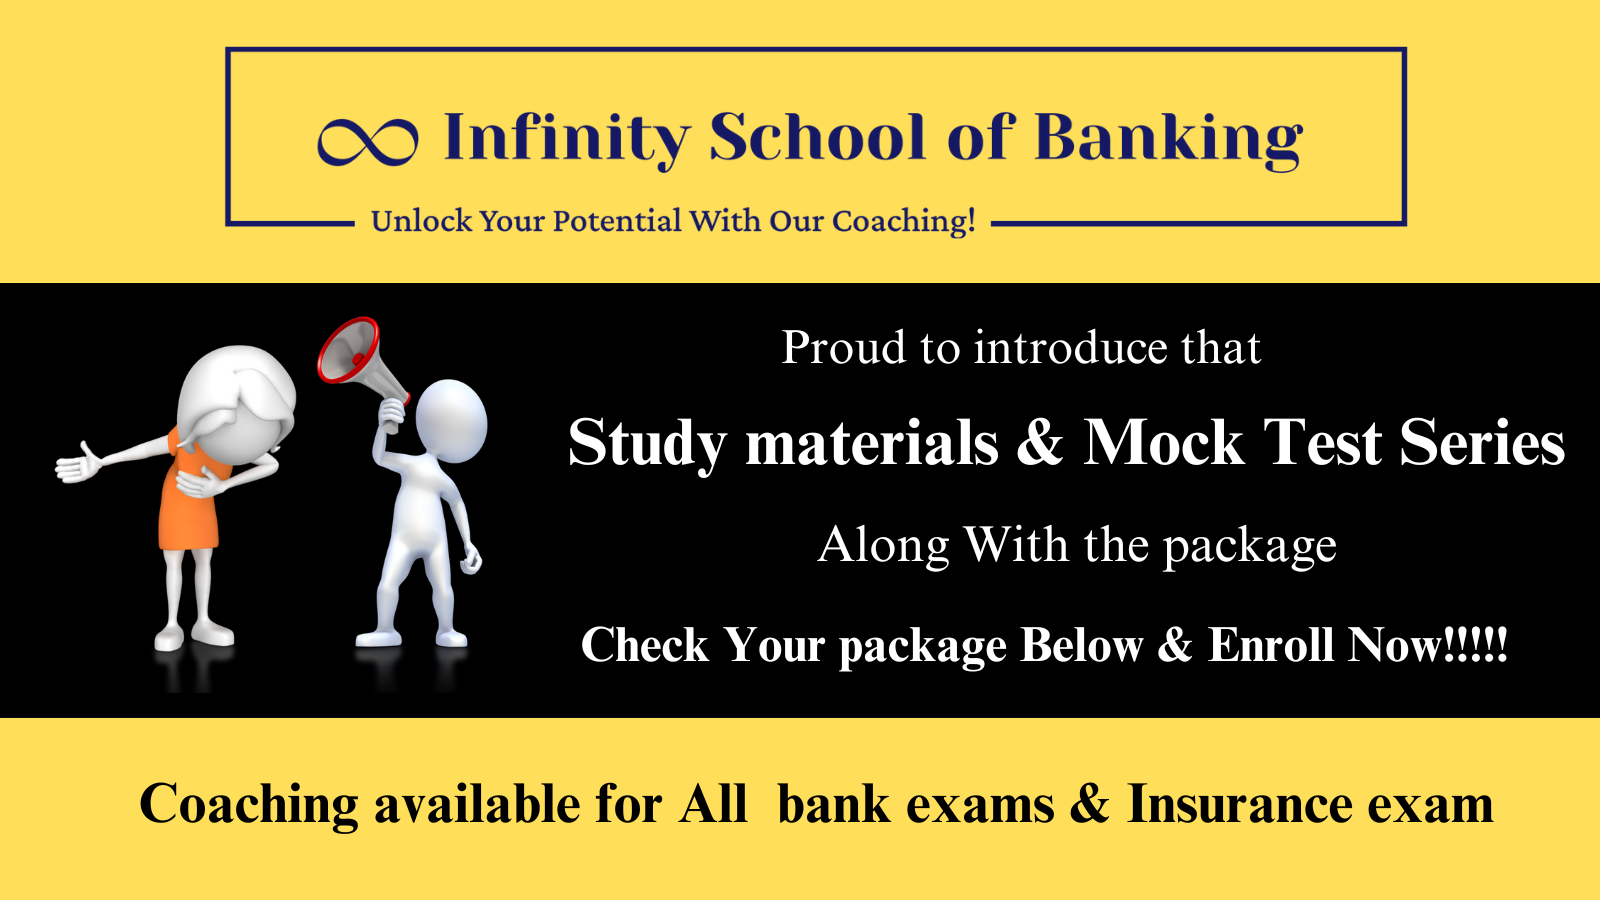 ∞ Infinity School of Banking
Unlock Your Potential With Our Coaching!
Proud to introduce that
Study materials & Mock Test Series
Along With the package
Check Your package Below & Enroll Now!!!!!
Coaching available for All bank exams & Insurance exam